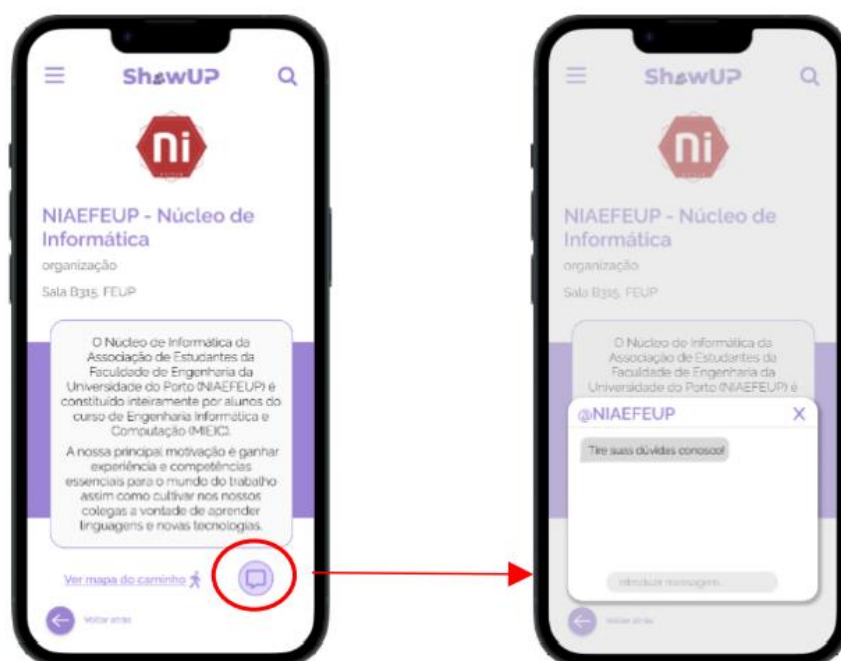 ShowUP
ni
NIAEFEUP - Núcleo de
Informática
organização
Sala B315, FEUP
O Núcleo de Informática da
Associação de Estudantes da
Faculdade de Engenharia da
Universidade do Porto (NIAEFEUP) é
constituído inteiramente por alunos do
curso de Engenharia Informática e
Computação (MIEIC).
A nossa principal motivação é ganhar
experiência e competências
essenciais para o mundo do trabalho
assim como cultivar nos nossos
colegas a vontade de aprender
linguagens e novas tecnologias.
Ver mapa do caminho
Voltar atrás
ShowUP
ni
NIAEFEUP - Núcleo de
Informática
organização
Sala B315, FEUP
O Núcleo de Informática da
Associação de Estudantes da
Faculdade de Engenharia da
Universidade do Porto (NIAEFEUP) é
@NIAEFEUP
X
Tire suas dúvidas conosco!
Introduzir mensagem...
Voltar atrás